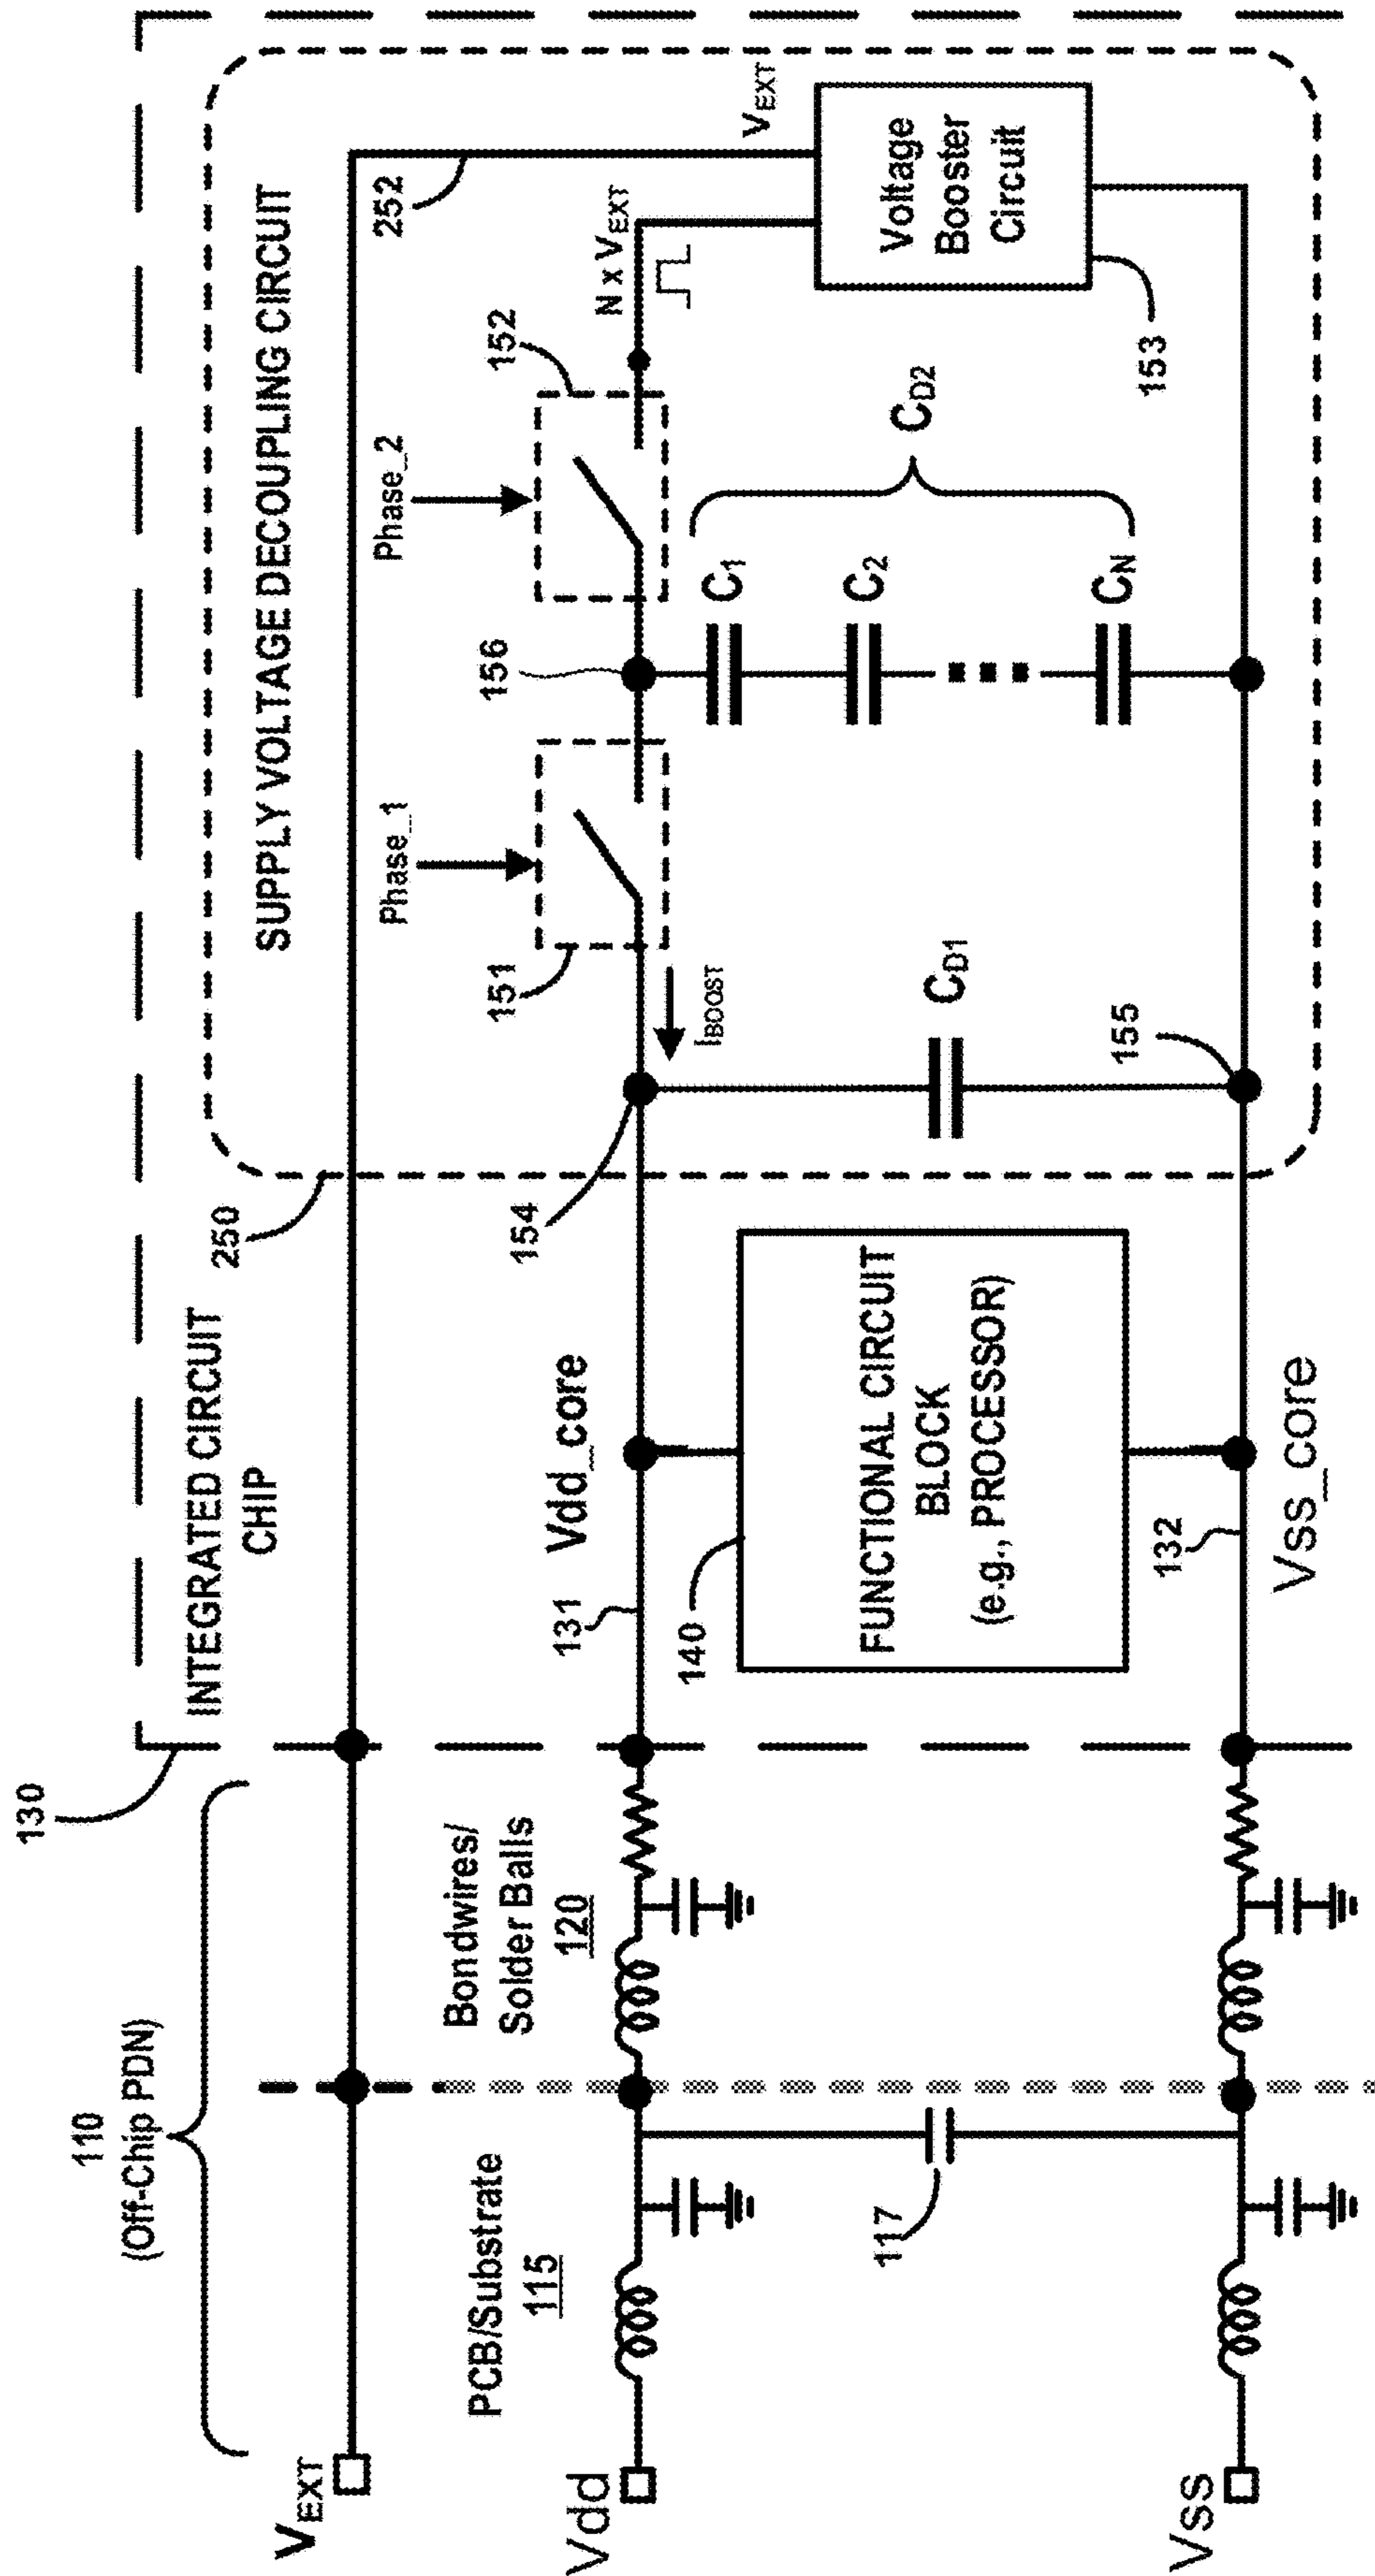 110
(Off-Chip PDN)
130
INTEGRATED CIRCUIT
CHIP
250
SUPPLY VOLTAGE DECOUPLING CIRCUIT
V_EXT
252
V_EXT
PCB/Substrate
115
Bondwires/
Solder Balls
120
Vdd
131
Vdd_core
154
151
Phase_1
I_BOOST
156
Phase_2
152
N x V_EXT
117
140
FUNCTIONAL CIRCUIT
BLOCK
(e.g., PROCESSOR)
C_D1
155
C_1
C_2
C_N
C_D2
Voltage
Booster
Circuit
153
Vss
132
Vss_core